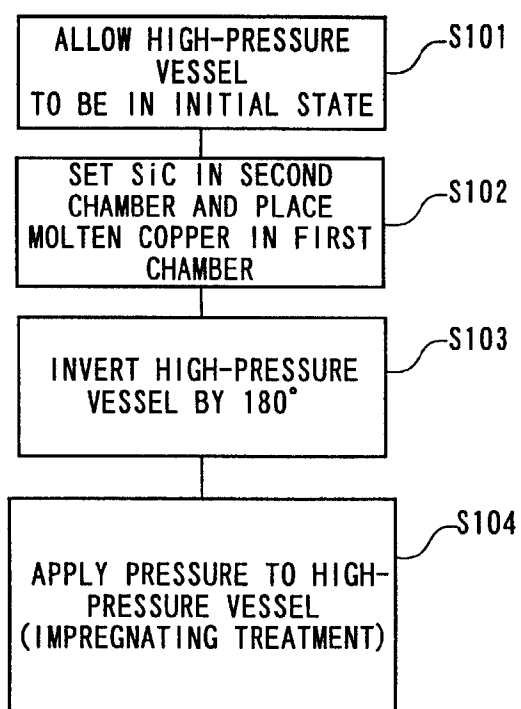 ALLOW HIGH-PRESSURE
VESSEL
TO BE IN INITIAL STATE
S101
SET SiC IN SECOND
CHAMBER AND PLACE
MOLTEN COPPER IN FIRST
CHAMBER
S102
INVERT HIGH-PRESSURE
VESSEL BY 180°
S103
APPLY PRESSURE TO HIGH-
PRESSURE VESSEL
(IMPREGNATING TREATMENT)
S104